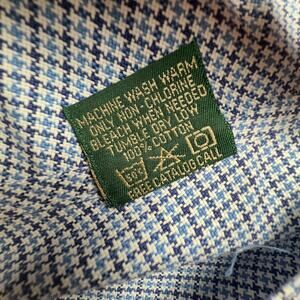 MACHINE WASH WARM
ONLY NON-CHLORINE
BLEACH WHEN NEEDED
TUMBLE DRY LOW
100% COTTON
FREE CATALOG CALL